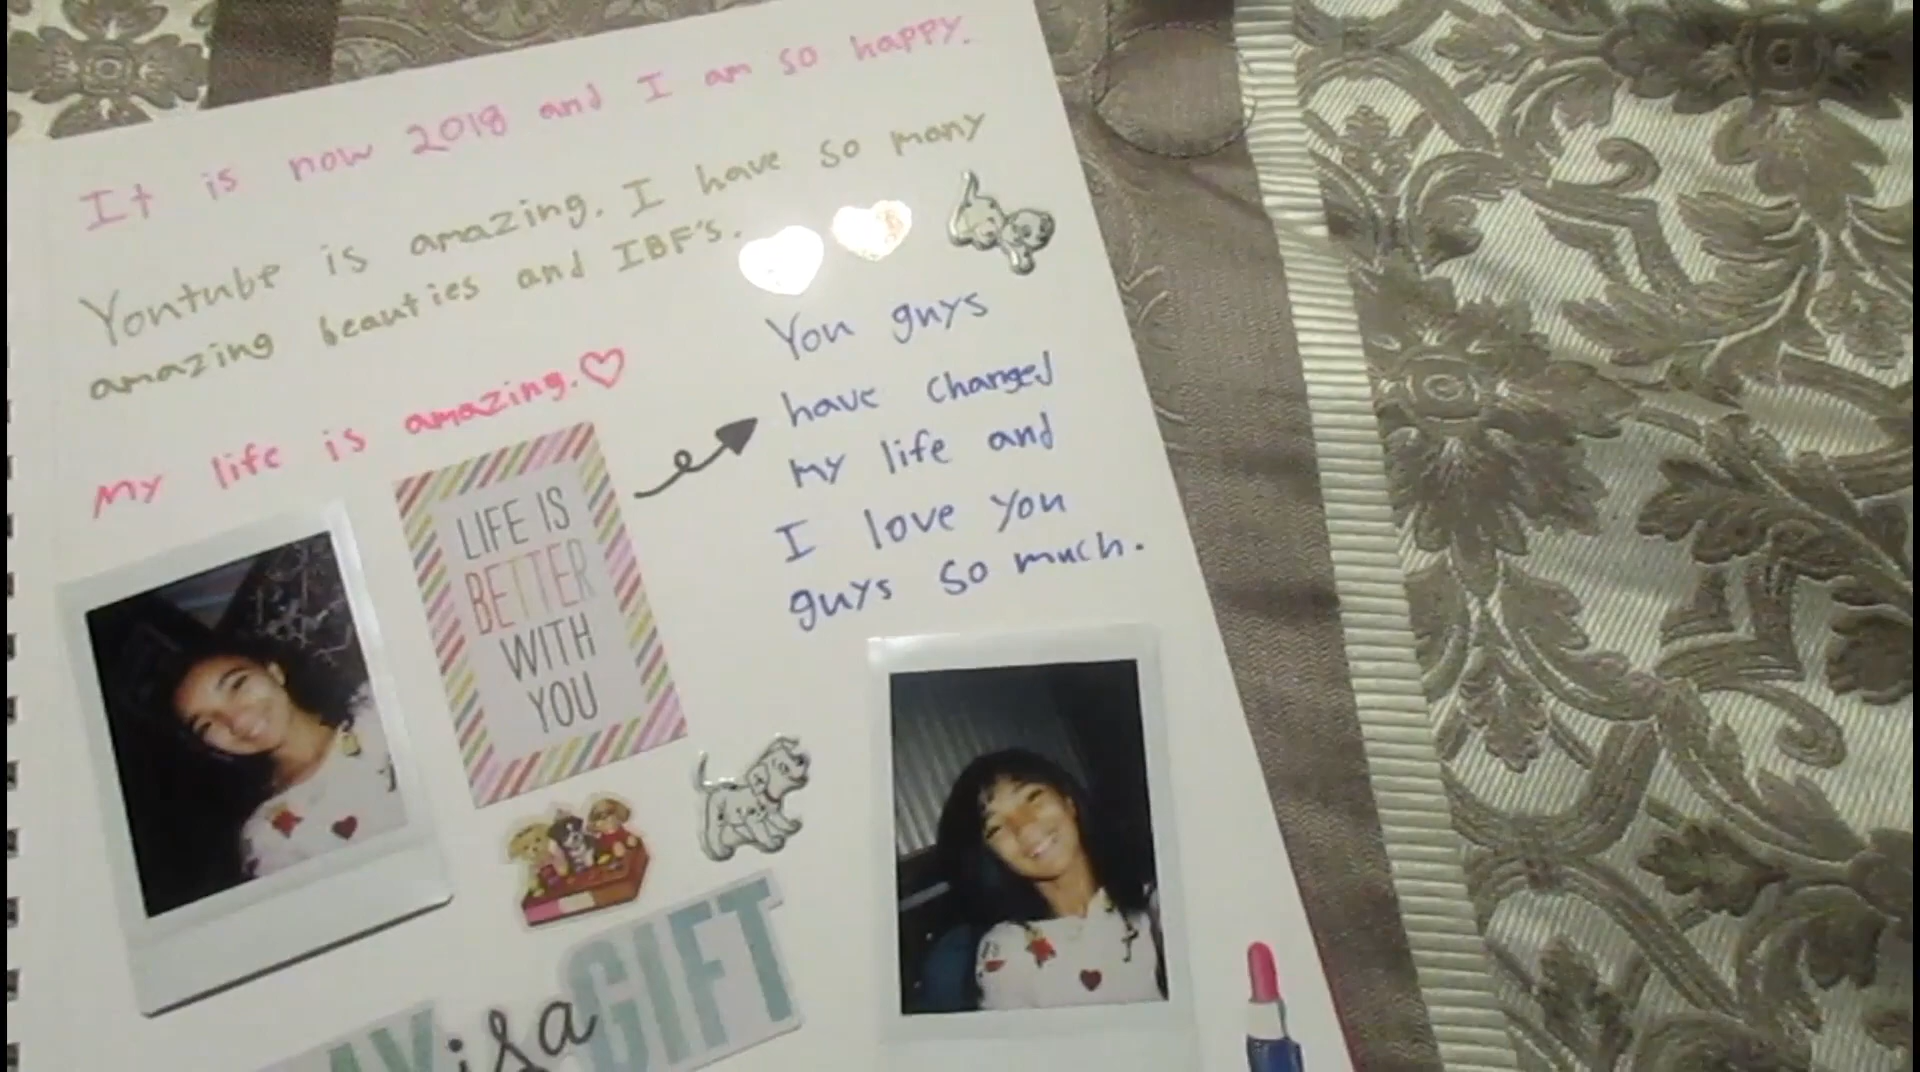 It is now 2018 and I am so happy.
Youtube is amazing. I have so many
amazing beauties and IBF's.
My life is amazing.
You guys
have changed
my life and
I love you
guys so much.
LIFE IS
BETTER
WITH
YOU
is a GIFT